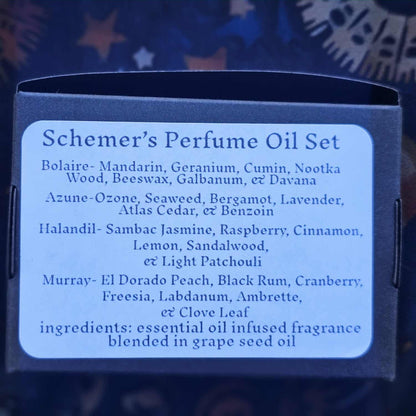 Schemer's Perfume Oil Set
Bolaire- Mandarin, Geranium, Cumin, Nootka
Wood, Beeswax, Galbanum, & Davana
Azune-Ozone, Seaweed, Bergamot, Lavender,
Atlas Cedar, & Benzoin
Halandil- Sambac Jasmine, Raspberry, Cinnamon,
Lemon, Sandalwood,
& Light Patchouli
Murray- El Dorado Peach, Black Rum, Cranberry,
Freesia, Labdanum, Ambrette,
& Clove Leaf
ingredients: essential oil infused fragrance
blended in grape seed oil